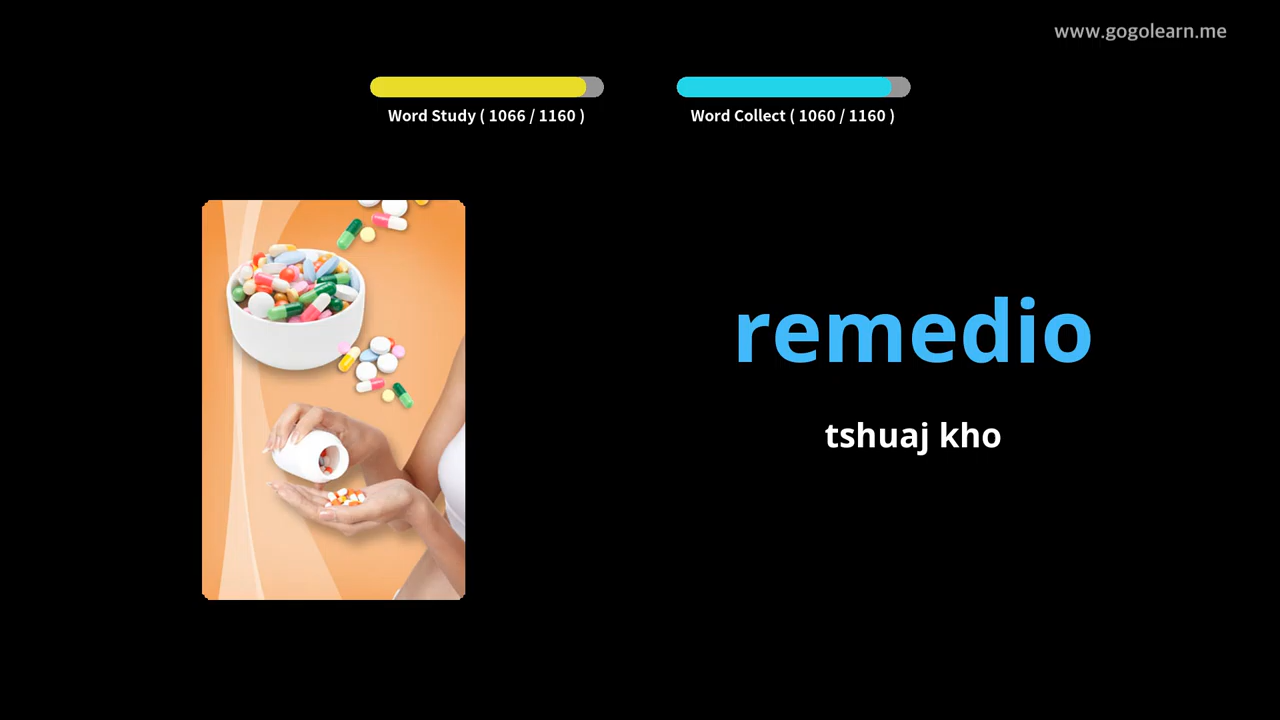 www.gogolearn.me
Word Study ( 1066 / 1160 )
Word Collect ( 1060 / 1160 )
remedio
tshuaj kho